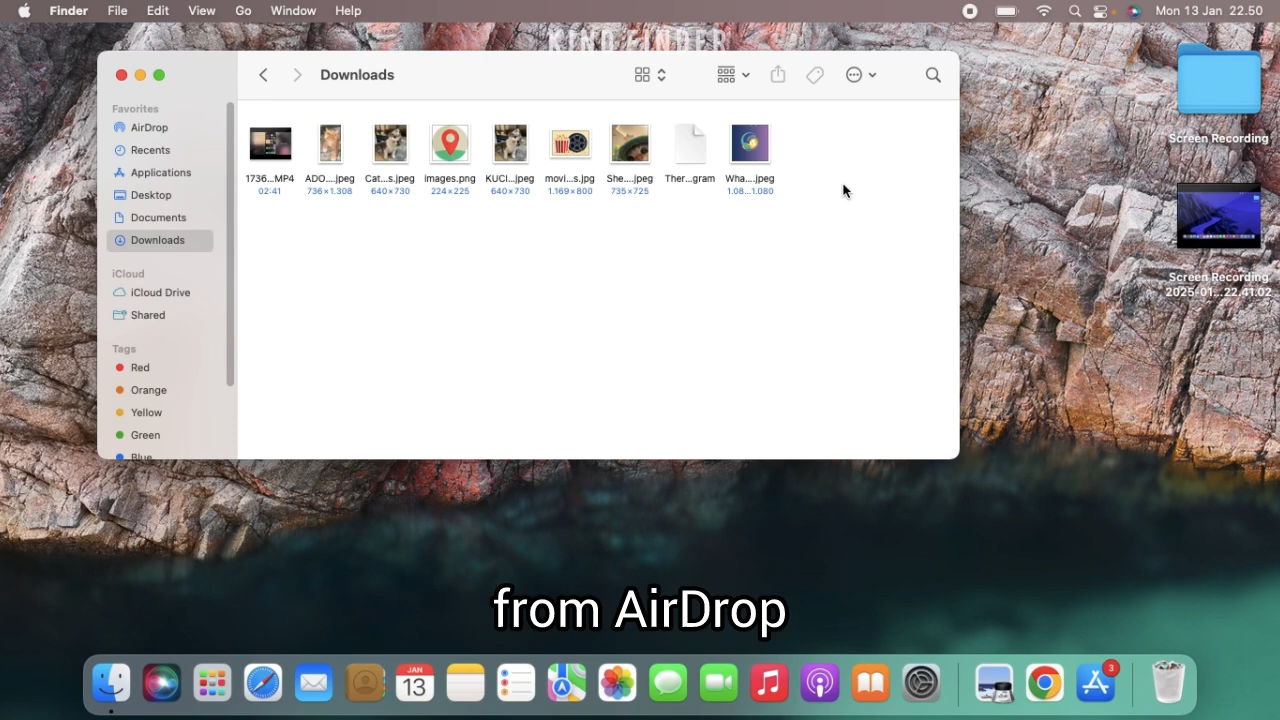 Finder File Edit View Go Window Help Mon 13 Jan 22.50
KIND FINDER
Downloads
Favorites
AirDrop
Recents
Applications
Desktop
Documents
Downloads
iCloud
iCloud Drive
Shared
Tags
Red
Orange
Yellow
Green
Blue
1736...MP4 ADO....jpeg Cat...s.jpeg images.png KUCI...jpeg movi...s.jpg She....jpeg Ther...gram Wha....jpeg
02:41 736×1.308 640×730 224×225 640×730 1.169×800 735×725 1.08...1.080
Screen Recording
Screen Recording
2025-01...22.41.02
from AirDrop
JAN
13
3